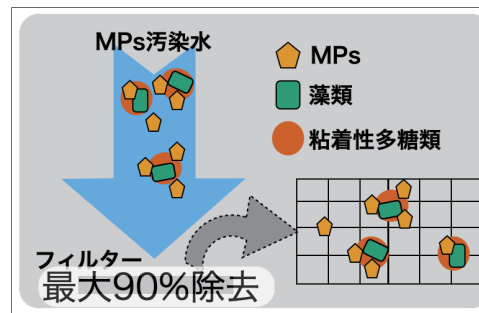 MPs汚染水
MPs
藻類
粘着性多糖類
フィルター
最大90%除去